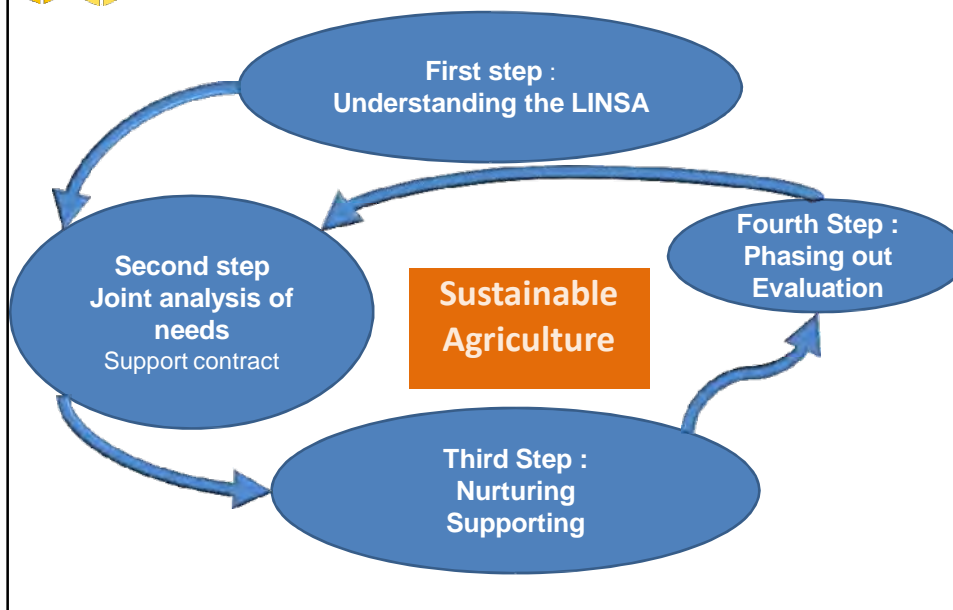 First step :
Understanding the LINSA
Second step
Joint analysis of
needs
Support contract
Sustainable
Agriculture
Fourth Step :
Phasing out
Evaluation
Third Step :
Nurturing
Supporting